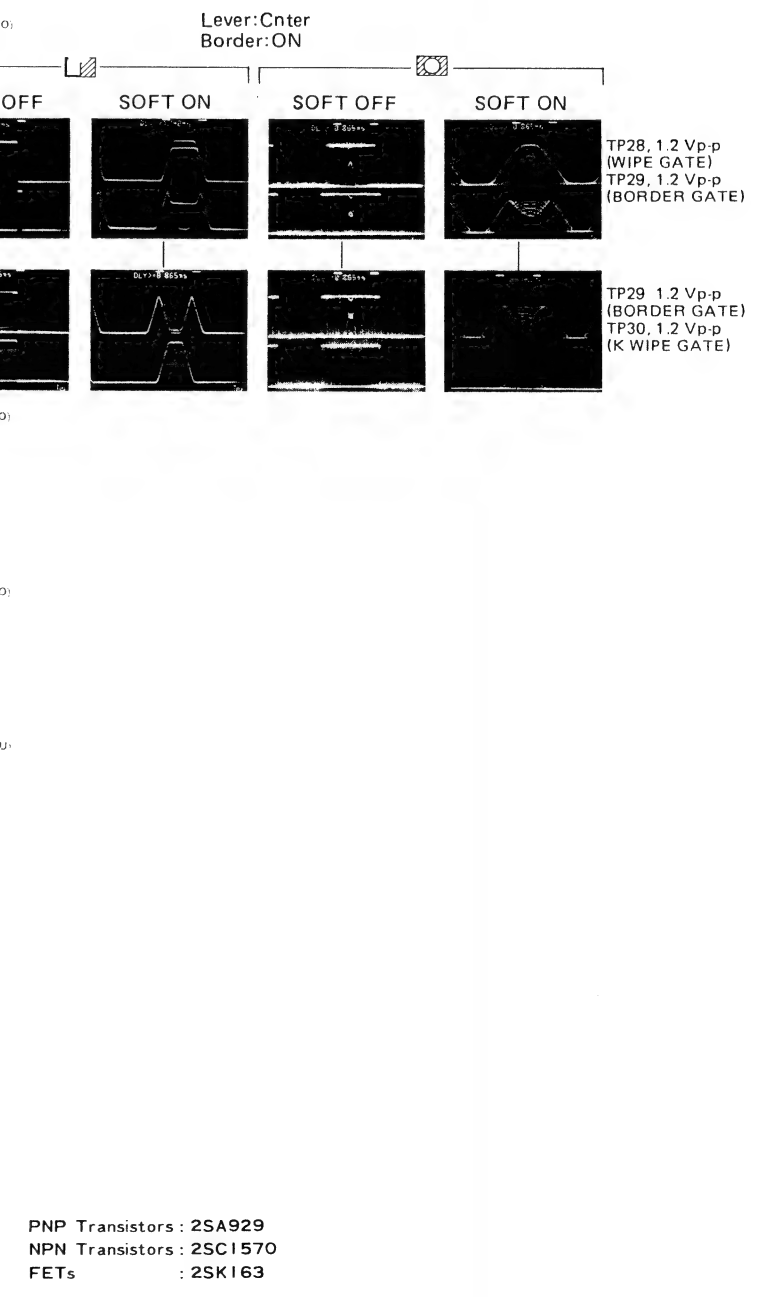 O)
Lever:Cnter
Border:ON
OFF
SOFT ON
SOFT OFF
SOFT ON
TP28, 1.2 Vp-p
(WIPE GATE)
TP29, 1.2 Vp-p
(BORDER GATE)
DLY>
TP29 1.2 Vp-p
(BORDER GATE)
TP30, 1.2 Vp-p
(K WIPE GATE)
O)
O)
U)
PNP Transistors : 2SA929
NPN Transistors : 2SC1570
FETs : 2SK163